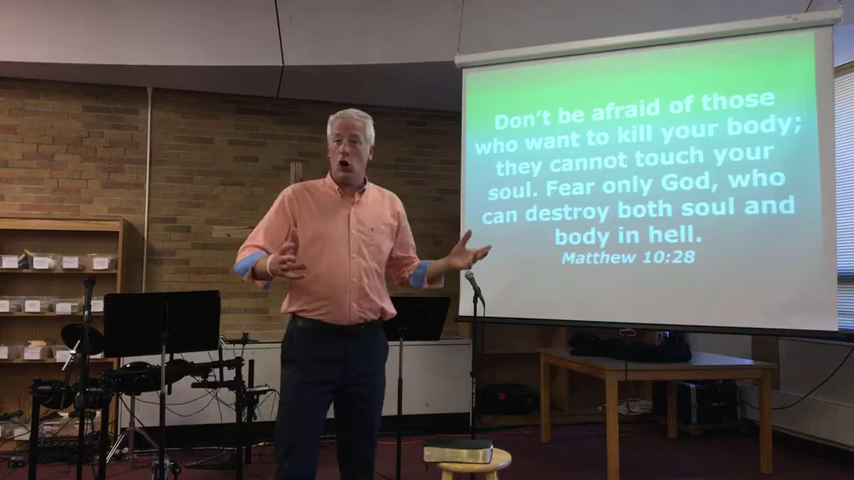 Don't be afraid of those
who want to kill your body;
they cannot touch your
soul. Fear only God, who
can destroy both soul and
body in hell.
Matthew 10:28